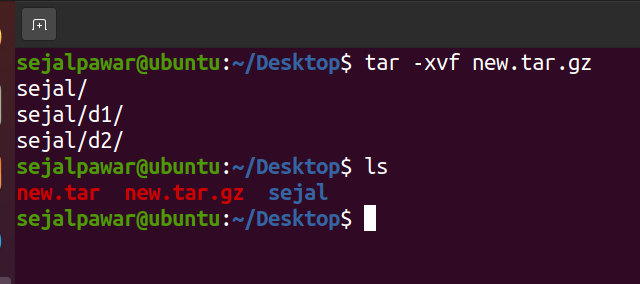 sejalpawar@ubuntu:~/Desktop$ tar -xvf new.tar.gz
sejal/
sejal/d1/
sejal/d2/
sejalpawar@ubuntu:~/Desktop$ ls
new.tar  new.tar.gz  sejal
sejalpawar@ubuntu:~/Desktop$